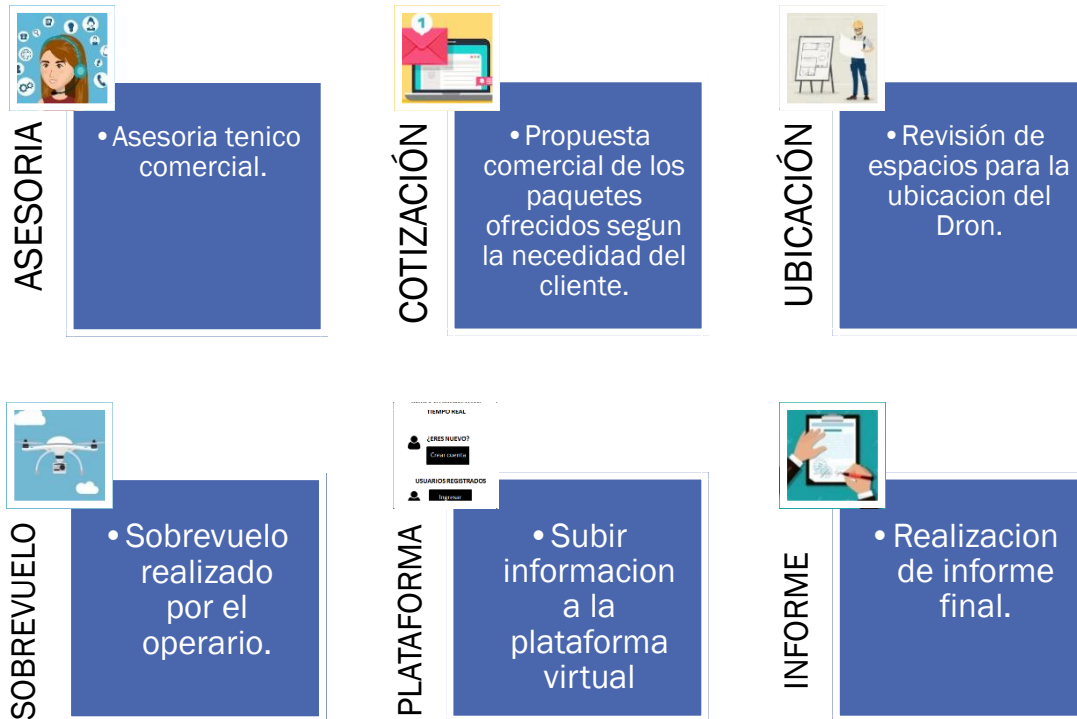 ASESORIA
• Asesoria tenico
comercial.
1
COTIZACIÓN
• Propuesta
comercial de los
paquetes
ofrecidos segun
la necedidad del
cliente.
UBICACIÓN
• Revisión de
espacios para la
ubicacion del
Dron.
SOBREVUELO
• Sobrevuelo
realizado
por el
operario.
TIEMPO REAL
¿ERES NUEVO?
Crear cuenta
USUARIOS REGISTRADOS
Ingresar
PLATAFORMA
• Subir
informacion
a la
plataforma
virtual
INFORME
• Realizacion
de informe
final.